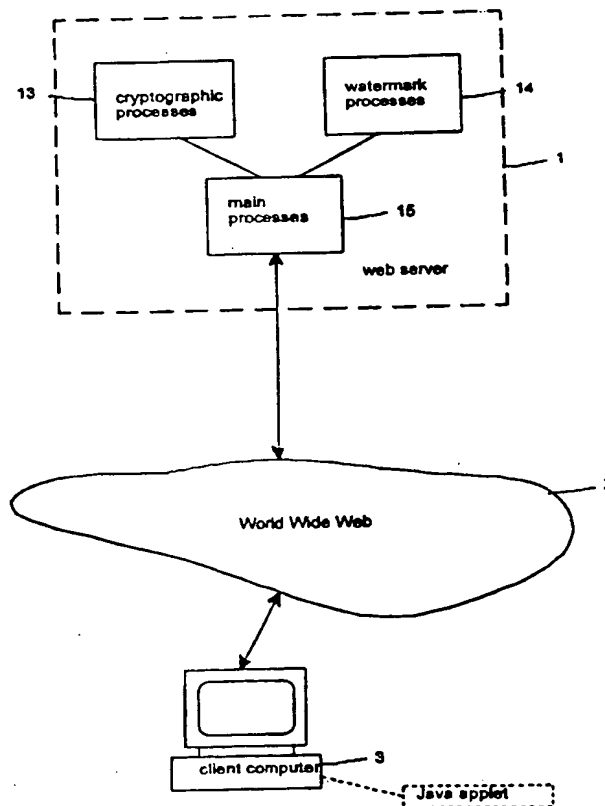 13
cryptographic
processes
watermark
processes
14
1
main
processes
15
web server
World Wide Web
client computer
3
Java applet